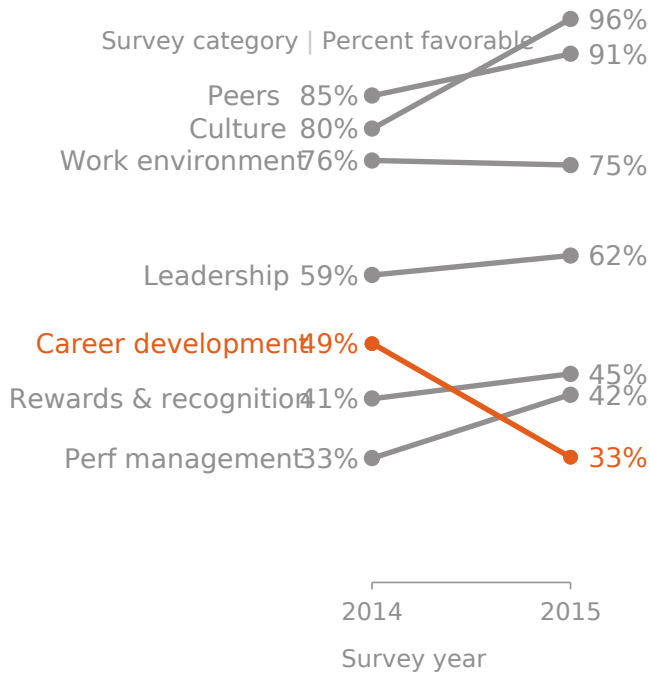 96%
Survey category | Percent favorable
91%
Peers 85%
Culture 80%
Work environment 76%
75%
62%
Leadership 59%
Career development 49%
45%
Rewards & recognition 41%
42%
Perf management 33%
33%
2014 2015
Survey year